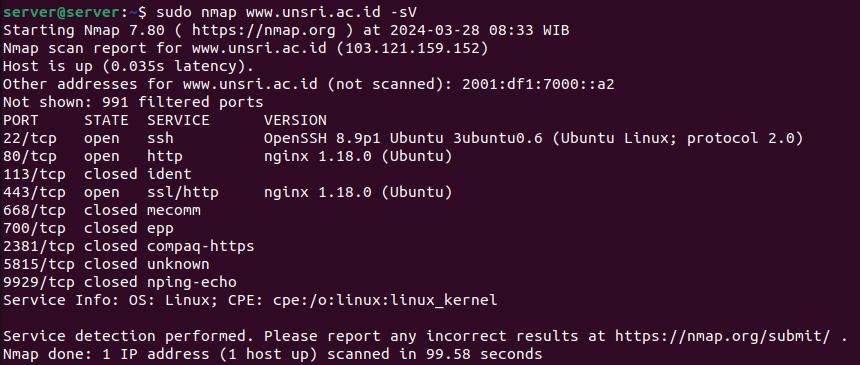 server@server:~$ sudo nmap www.unsri.ac.id -sV
Starting Nmap 7.80 ( https://nmap.org ) at 2024-03-28 08:33 WIB
Nmap scan report for www.unsri.ac.id (103.121.159.152)
Host is up (0.035s latency).
Other addresses for www.unsri.ac.id (not scanned): 2001:df1:7000::a2
Not shown: 991 filtered ports
PORT     STATE  SERVICE      VERSION
22/tcp   open   ssh          OpenSSH 8.9p1 Ubuntu 3ubuntu0.6 (Ubuntu Linux; protocol 2.0)
80/tcp   open   http         nginx 1.18.0 (Ubuntu)
113/tcp  closed ident
443/tcp  open   ssl/http     nginx 1.18.0 (Ubuntu)
668/tcp  closed mecomm
700/tcp  closed epp
2381/tcp closed compaq-https
5815/tcp closed unknown
9929/tcp closed nping-echo
Service Info: OS: Linux; CPE: cpe:/o:linux:linux_kernel
Service detection performed. Please report any incorrect results at https://nmap.org/submit/ .
Nmap done: 1 IP address (1 host up) scanned in 99.58 seconds